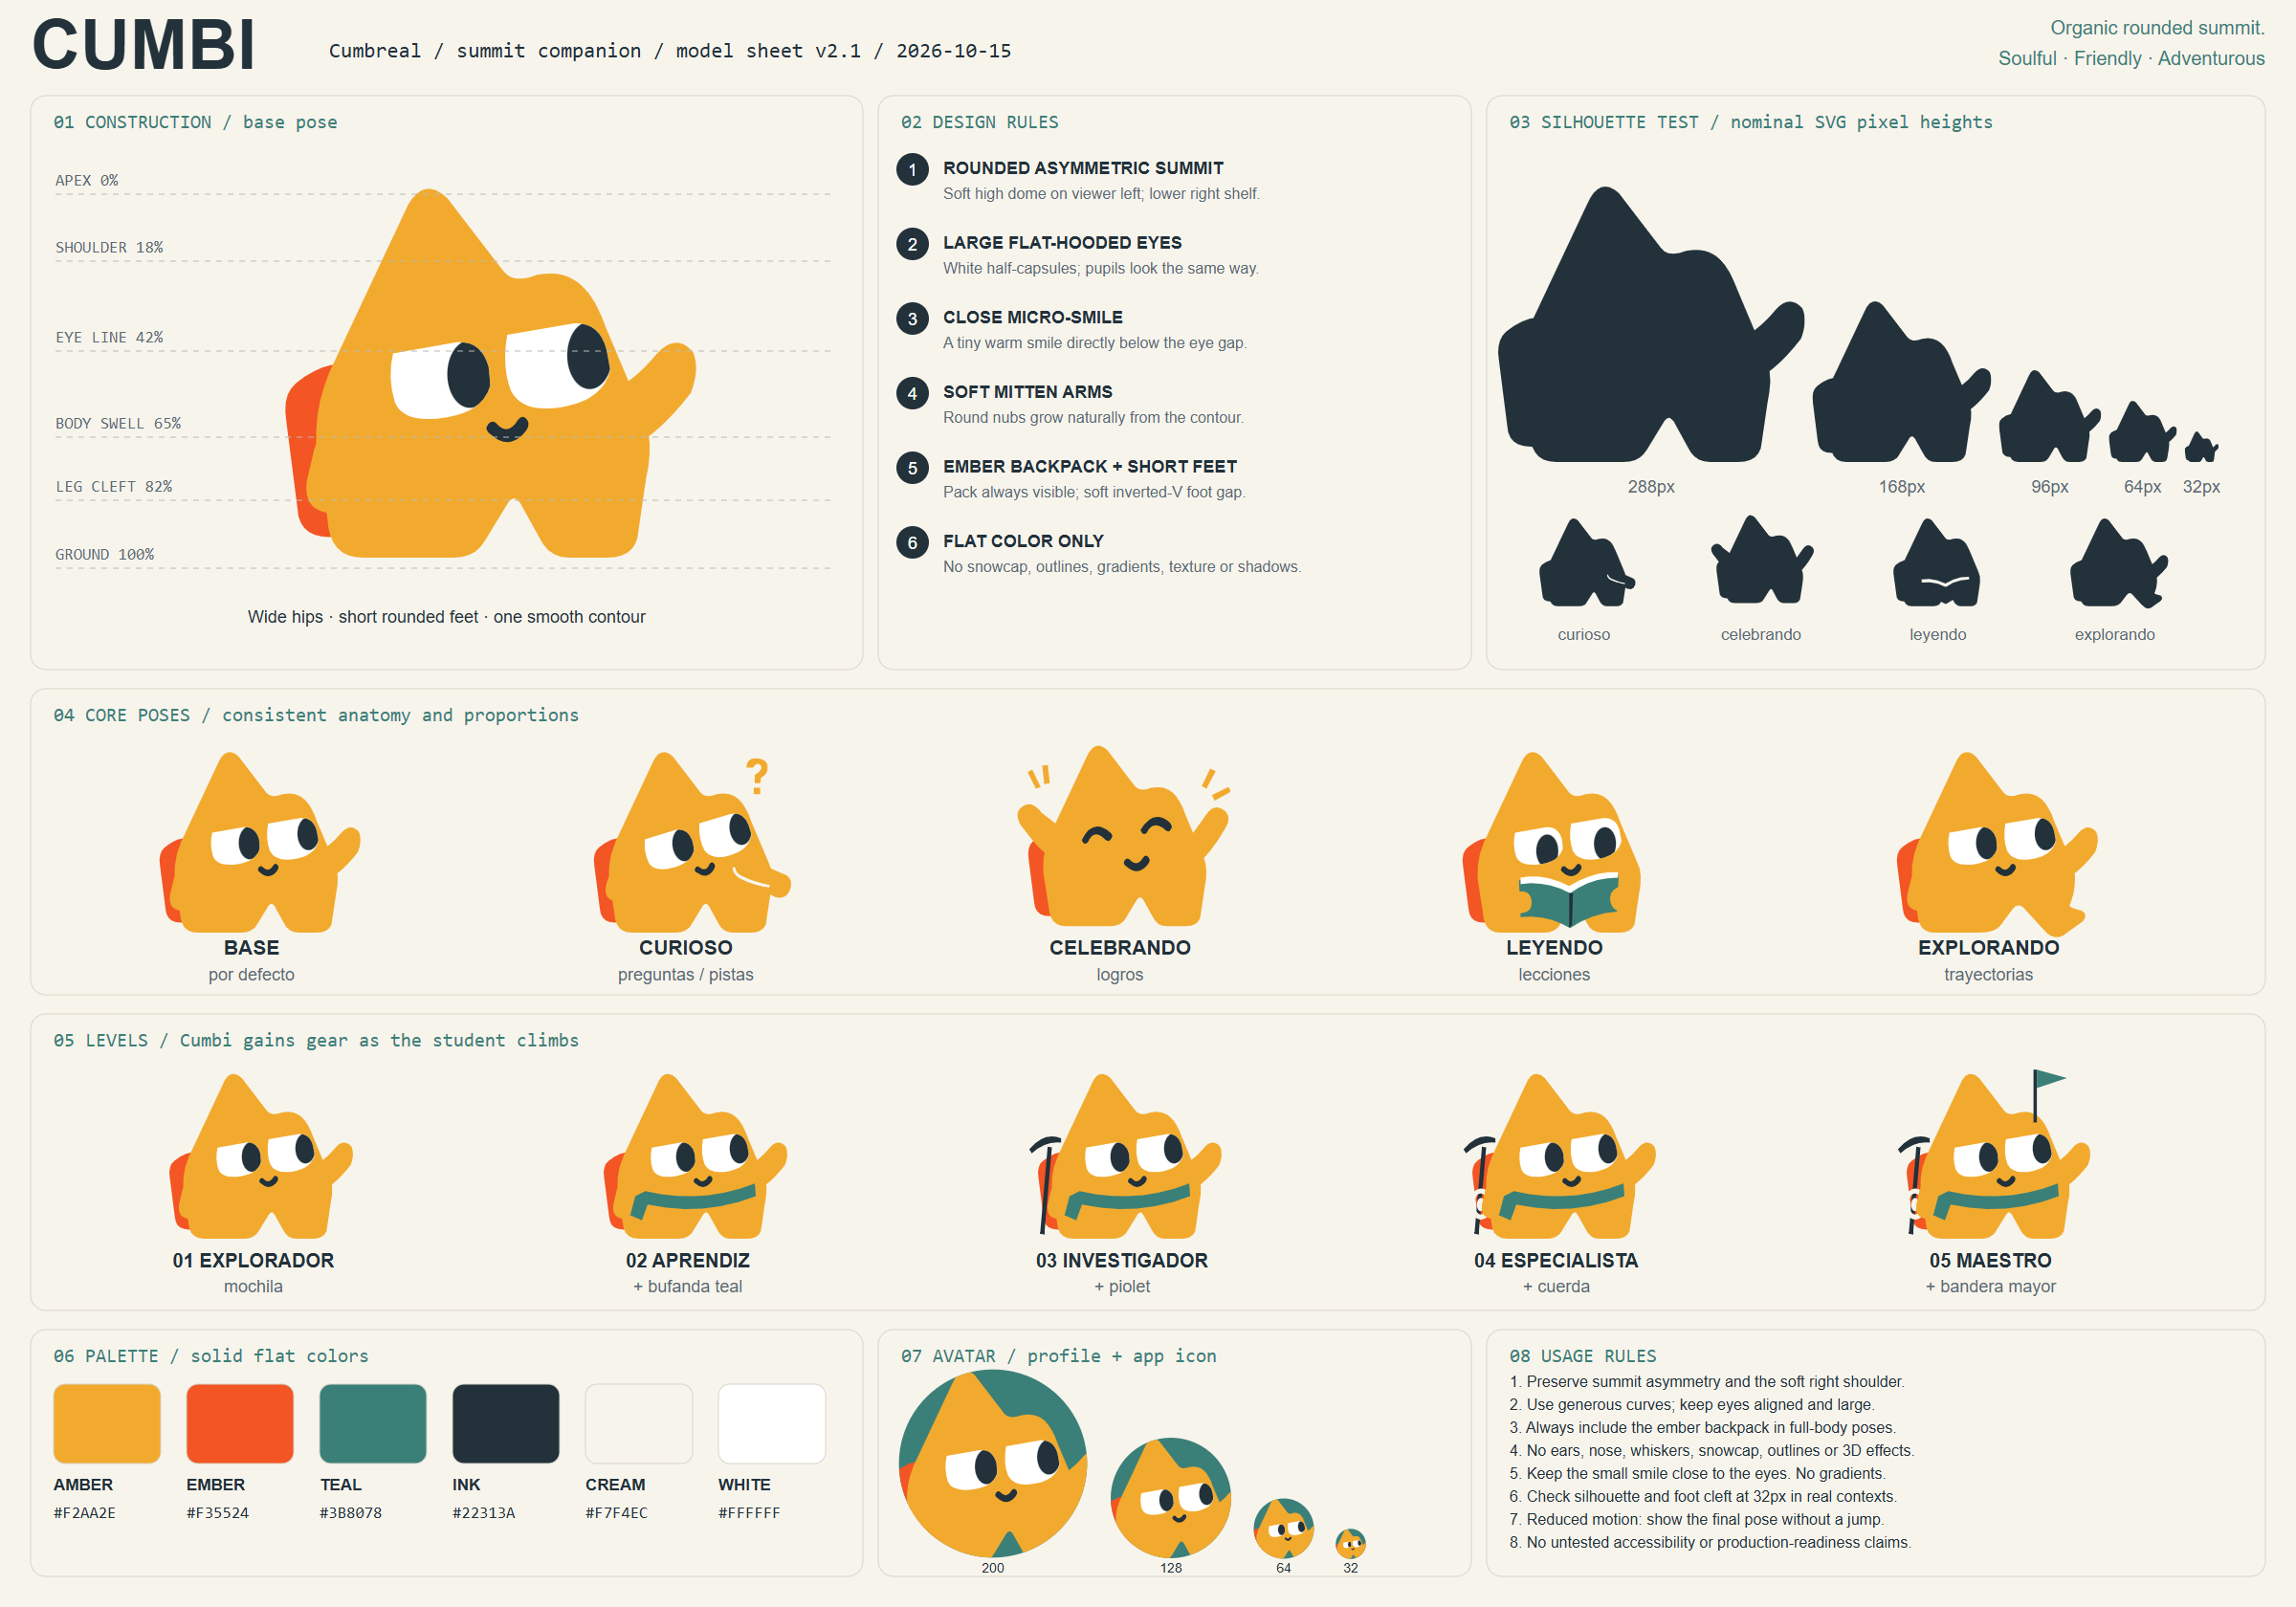 CUMBI
Cumbreal / summit companion / model sheet v2.1 / 2026-10-15
Organic rounded summit.
Soulful · Friendly · Adventurous
01 CONSTRUCTION / base pose
APEX 0%
SHOULDER 18%
EYE LINE 42%
BODY SWELL 65%
LEG CLEFT 82%
GROUND 100%
Wide hips · short rounded feet · one smooth contour
02 DESIGN RULES
1 ROUNDED ASYMMETRIC SUMMIT
Soft high dome on viewer left; lower right shelf.
2 LARGE FLAT-HOODED EYES
White half-capsules; pupils look the same way.
3 CLOSE MICRO-SMILE
A tiny warm smile directly below the eye gap.
4 SOFT MITTEN ARMS
Round nubs grow naturally from the contour.
5 EMBER BACKPACK + SHORT FEET
Pack always visible; soft inverted-V foot gap.
6 FLAT COLOR ONLY
No snowcap, outlines, gradients, texture or shadows.
03 SILHOUETTE TEST / nominal SVG pixel heights
288px 168px 96px 64px 32px
curioso celebrando leyendo explorando
04 CORE POSES / consistent anatomy and proportions
?
BASE CURIOSO CELEBRANDO LEYENDO EXPLORANDO
por defecto preguntas / pistas logros lecciones trayectorias
05 LEVELS / Cumbi gains gear as the student climbs
01 EXPLORADOR 02 APRENDIZ 03 INVESTIGADOR 04 ESPECIALISTA 05 MAESTRO
mochila + bufanda teal + piolet + cuerda + bandera mayor
06 PALETTE / solid flat colors
AMBER EMBER TEAL INK CREAM WHITE
#F2AA2E #F35524 #3B8078 #22313A #F7F4EC #FFFFFF
07 AVATAR / profile + app icon
200 128 64 32
08 USAGE RULES
1. Preserve summit asymmetry and the soft right shoulder.
2. Use generous curves; keep eyes aligned and large.
3. Always include the ember backpack in full-body poses.
4. No ears, nose, whiskers, snowcap, outlines or 3D effects.
5. Keep the small smile close to the eyes. No gradients.
6. Check silhouette and foot cleft at 32px in real contexts.
7. Reduced motion: show the final pose without a jump.
8. No untested accessibility or production-readiness claims.